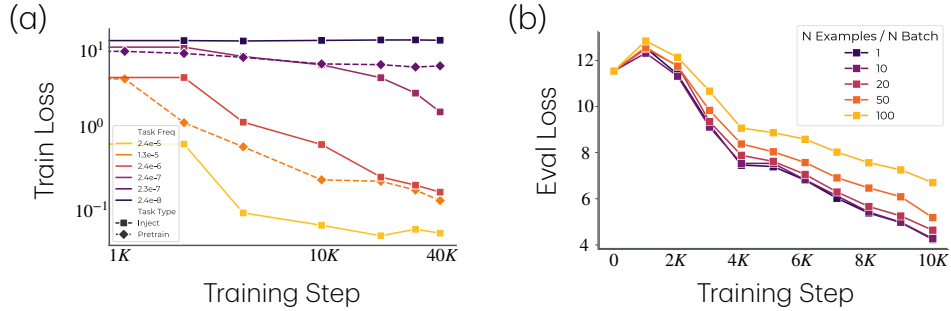 (a)
Train Loss
10^1
10^0
10^-1
Task Freq
2.4e-5
1.3e-5
2.4e-6
2.4e-7
2.3e-7
2.4e-8
Task Type
Inject
Pretrain
1K 10K 40K
Training Step
(b)
Eval Loss
12
10
8
6
4
N Examples / N Batch
1
10
20
50
100
0 2K 4K 6K 8K 10K
Training Step